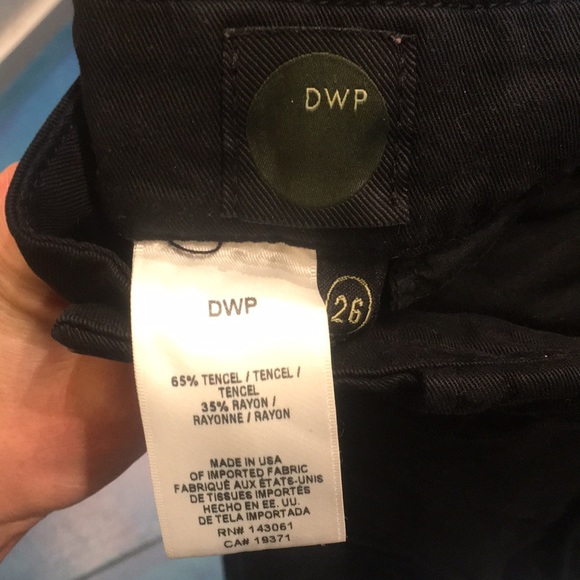 DWP
26
DWP
65% TENCEL / TENCEL /
TENCEL
35% RAYON /
RAYONNE / RAYON
MADE IN USA
OF IMPORTED FABRIC
FABRIQUÉ AUX ÉTATS-UNIS
DE TISSUES IMPORTÉS
HECHO EN EE. UU.
DE TELA IMPORTADA
RN# 143061
CA# 19371